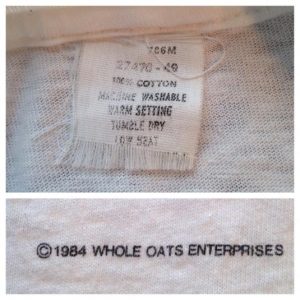 786M
27470-49
100% COTTON
MACHINE WASHABLE
WARM SETTING
TUMBLE DRY
LOW HEAT
©1984 WHOLE OATS ENTERPRISES